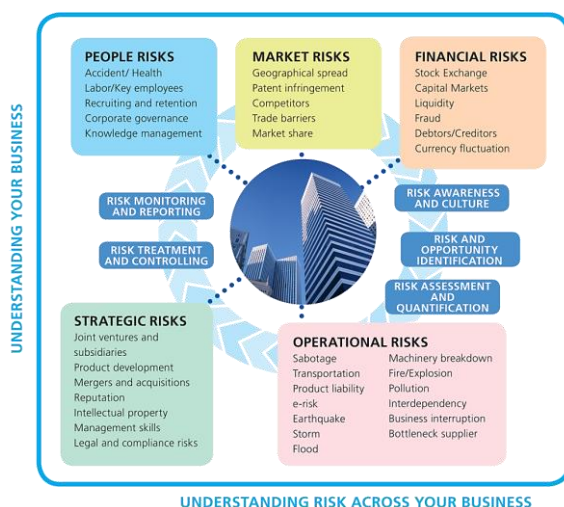 UNDERSTANDING YOUR BUSINESS
PEOPLE RISKS
Accident/ Health
Labor/Key employees
Recruiting and retention
Corporate governance
Knowledge management
MARKET RISKS
Geographical spread
Patent infringement
Competitors
Trade barriers
Market share
FINANCIAL RISKS
Stock Exchange
Capital Markets
Liquidity
Fraud
Debtors/Creditors
Currency fluctuation
RISK MONITORING
AND REPORTING
RISK TREATMENT
AND CONTROLLING
RISK AWARENESS
AND CULTURE
RISK AND
OPPORTUNITY
IDENTIFICATION
RISK ASSESSMENT
AND
QUANTIFICATION
STRATEGIC RISKS
Joint ventures and
subsidiaries
Product development
Mergers and acquisitions
Reputation
Intellectual property
Management skills
Legal and compliance risks
OPERATIONAL RISKS
Sabotage
Transportation
Product liability
e-risk
Earthquake
Storm
Flood
Machinery breakdown
Fire/Explosion
Pollution
Interdependency
Business interruption
Bottleneck supplier
UNDERSTANDING RISK ACROSS YOUR BUSINESS